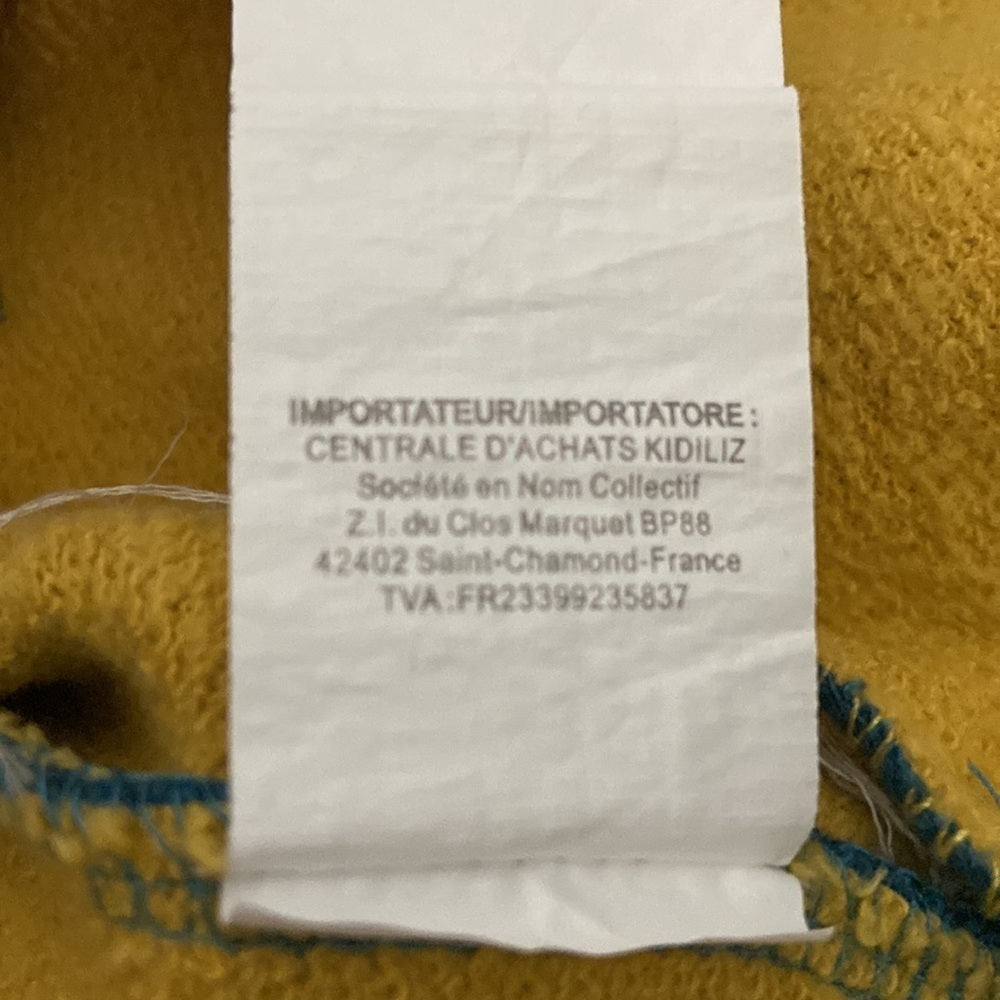 IMPORTATEUR/IMPORTATORE :
CENTRALE D'ACHATS KIDILIZ
Société en Nom Collectif
Z.I. du Clos Marquet BP88
42402 Saint-Chamond-France
TVA :FR23399235837